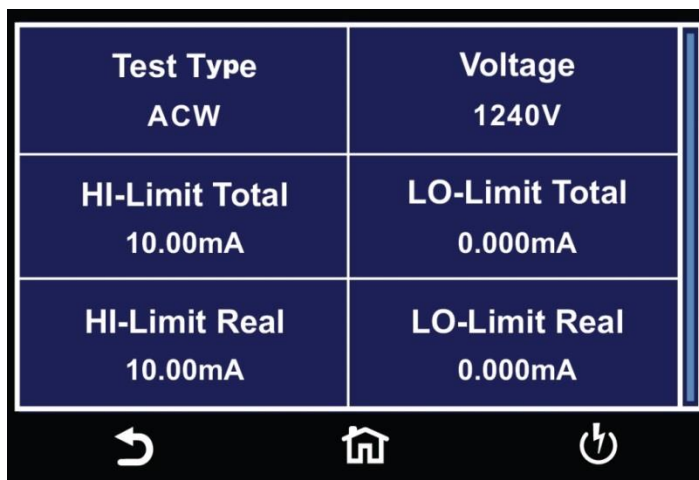 Test Type
ACW
Voltage
1240V
HI-Limit Total
10.00mA
LO-Limit Total
0.000mA
HI-Limit Real
10.00mA
LO-Limit Real
0.000mA